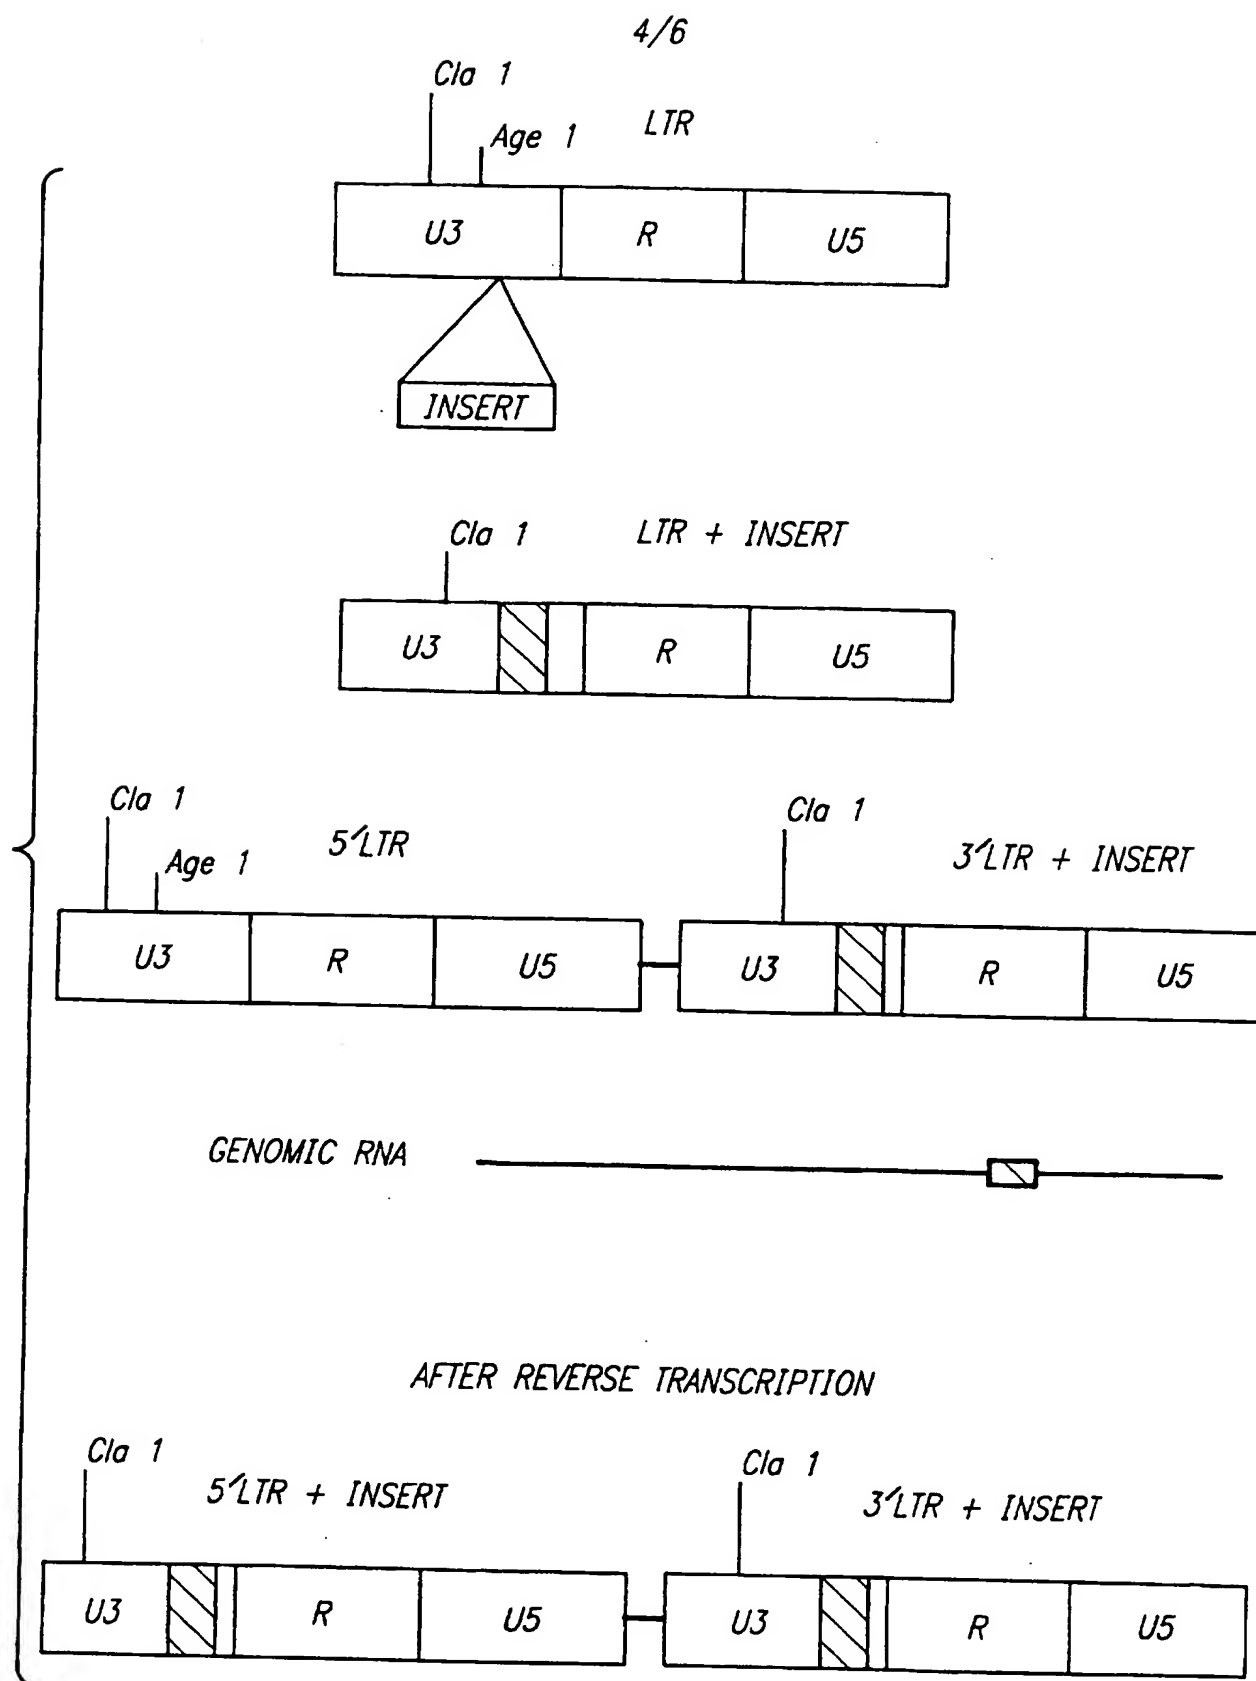 4/6
Cla 1
Age 1
LTR
U3 R U5
INSERT
Cla 1
LTR + INSERT
U3 R U5
Cla 1
Age 1
5´LTR
Cla 1
3´LTR + INSERT
U3 R U5 U3 R U5
GENOMIC RNA
AFTER REVERSE TRANSCRIPTION
Cla 1
5´LTR + INSERT
Cla 1
3´LTR + INSERT
U3 R U5 U3 R U5